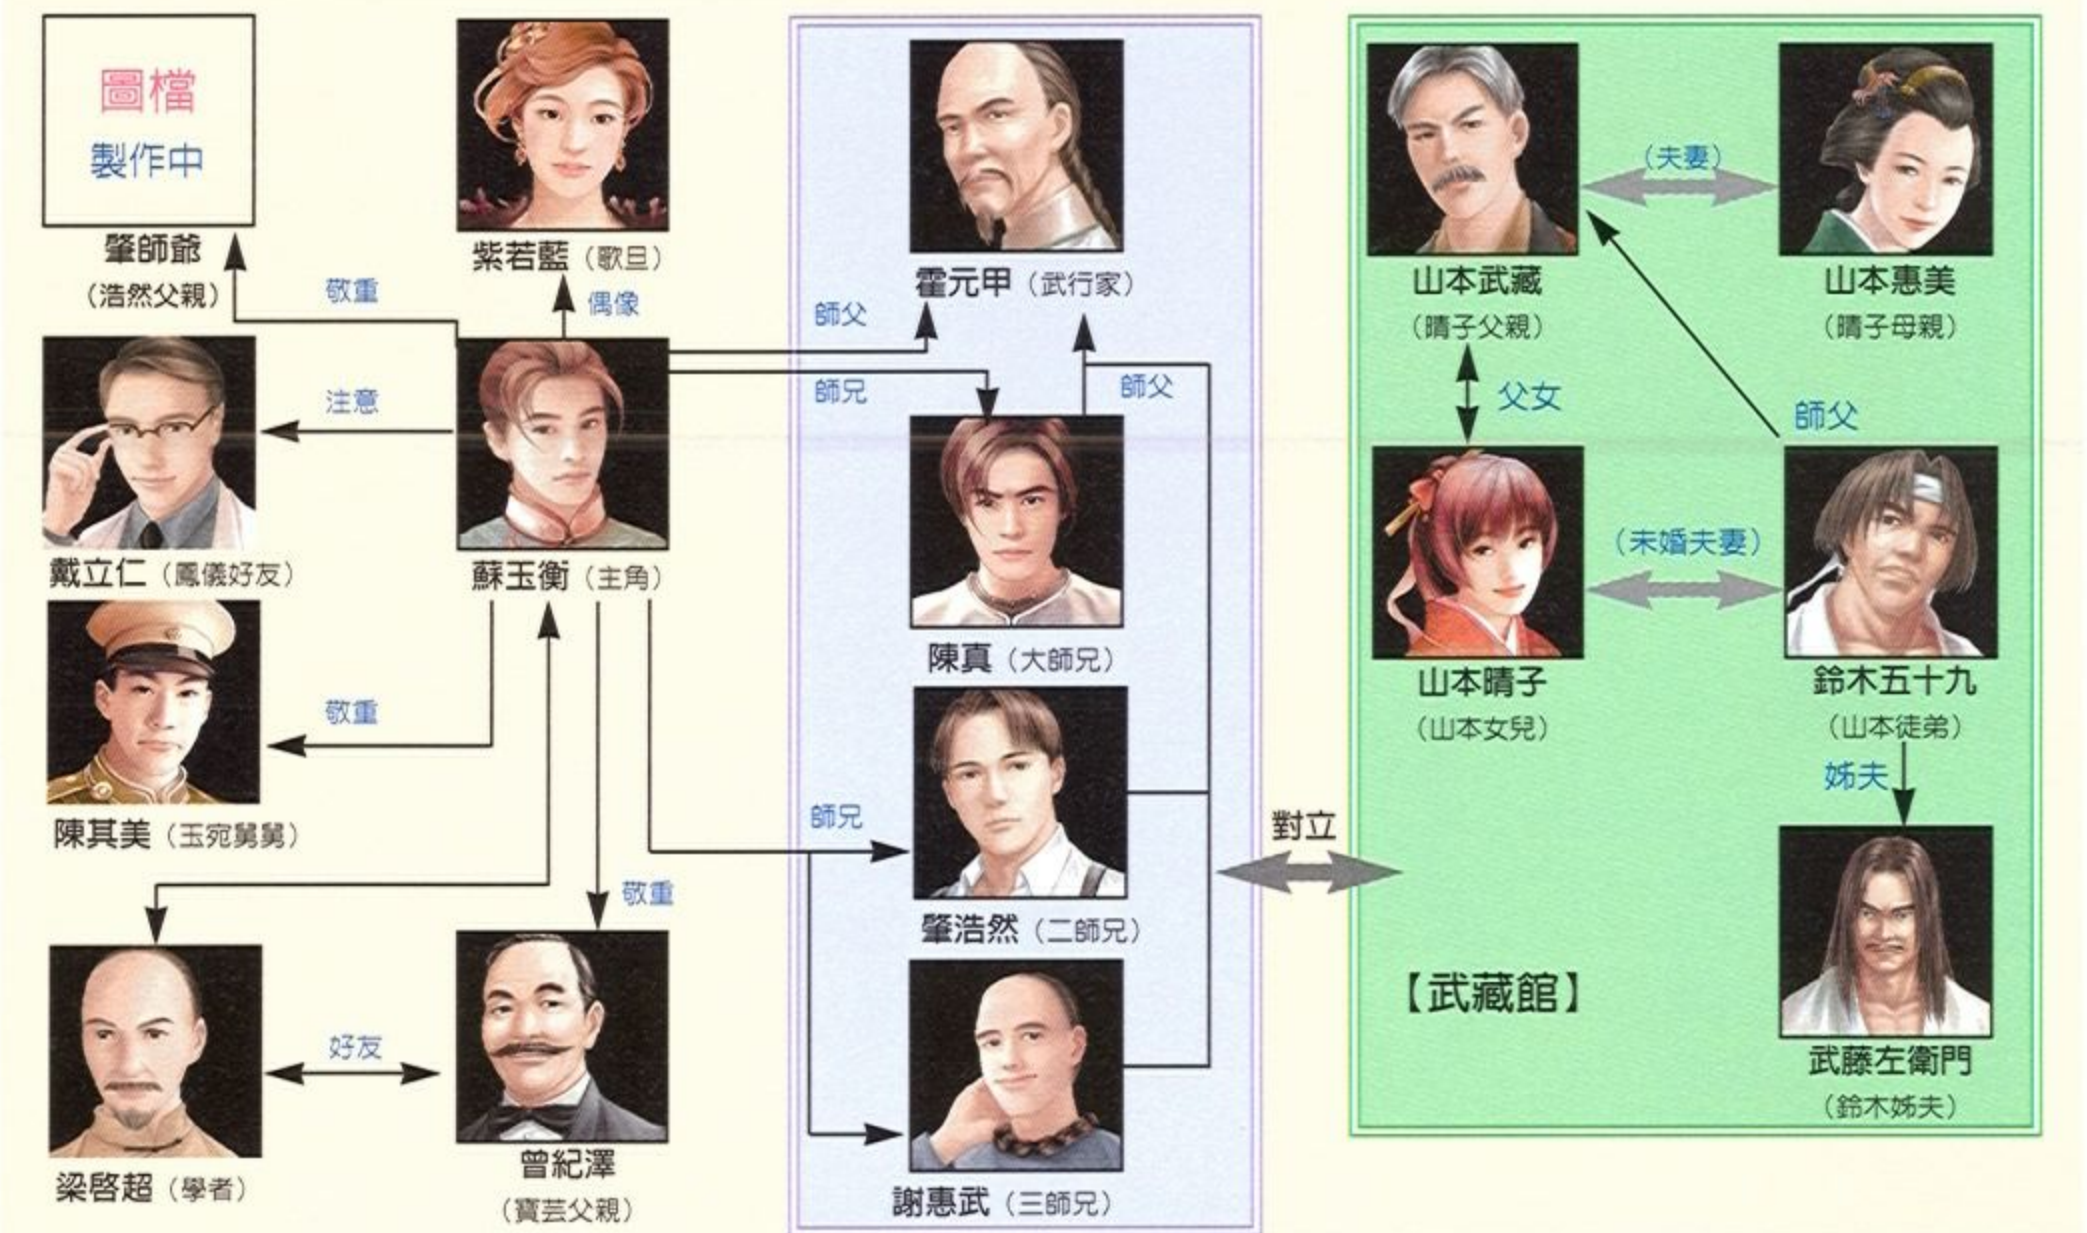 圖檔
製作中
肇師爺
（浩然父親）
敬重
紫若藍（歌旦）
偶像
戴立仁（鳳儀好友）
注意
蘇玉衡（主角）
陳其美（玉宛舅舅）
敬重
敬重
梁啓超（學者）
好友
曾紀澤
（寶芸父親）
霍元甲（武行家）
師父
師兄
師父
陳真（大師兄）
師兄
肇浩然（二師兄）
謝惠武（三師兄）
對立
山本武藏
（晴子父親）
（夫妻）
山本惠美
（晴子母親）
父女
師父
山本晴子
（山本女兒）
（未婚夫妻）
鈴木五十九
（山本徒弟）
姊夫
【武藏館】
武藤左衛門
（鈴木姊夫）